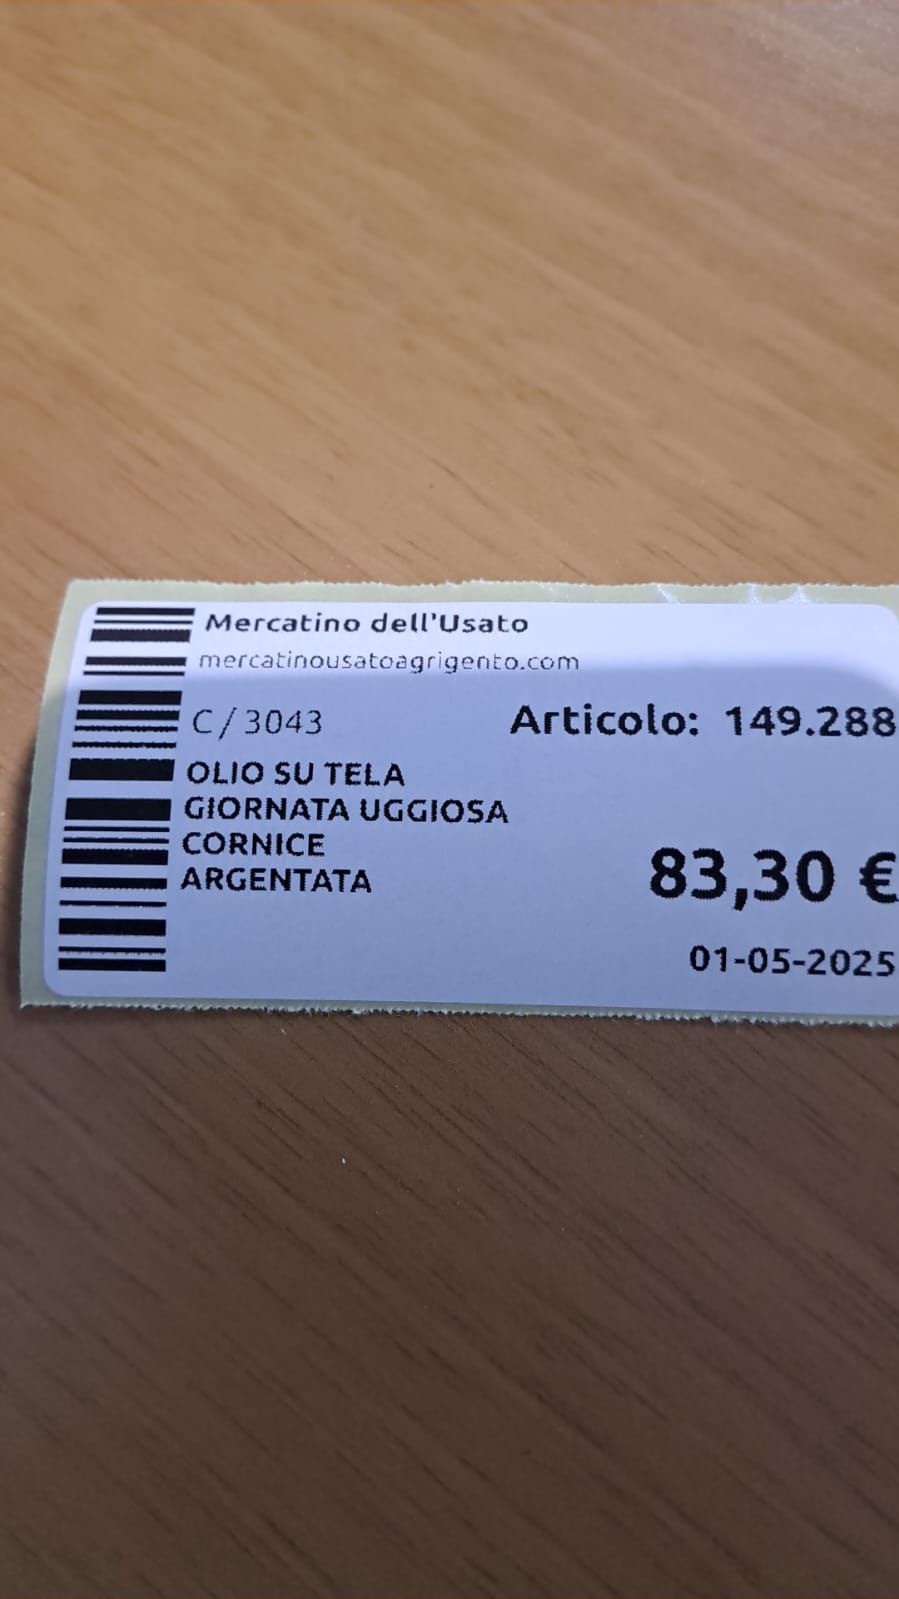 Mercatino dell'Usato
mercatinousatoagrigento.com
C/3043
Articolo: 149.288
OLIO SU TELA
GIORNATA UGGIOSA
CORNICE
ARGENTATA
83,30 €
01-05-2025